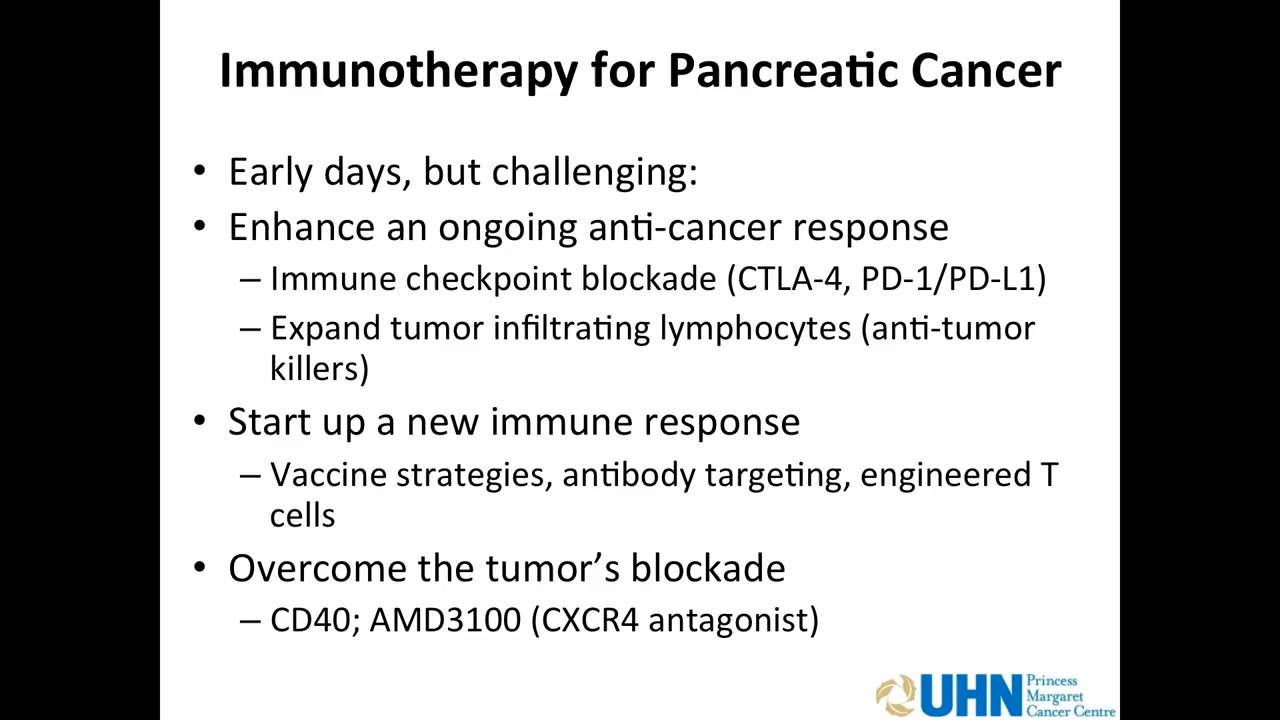 Immunotherapy for Pancreatic Cancer
• Early days, but challenging:
• Enhance an ongoing anti-cancer response
– Immune checkpoint blockade (CTLA-4, PD-1/PD-L1)
– Expand tumor infiltrating lymphocytes (anti-tumor
killers)
• Start up a new immune response
– Vaccine strategies, antibody targeting, engineered T
cells
• Overcome the tumor’s blockade
– CD40; AMD3100 (CXCR4 antagonist)
UHN
Princess
Margaret
Cancer Centre